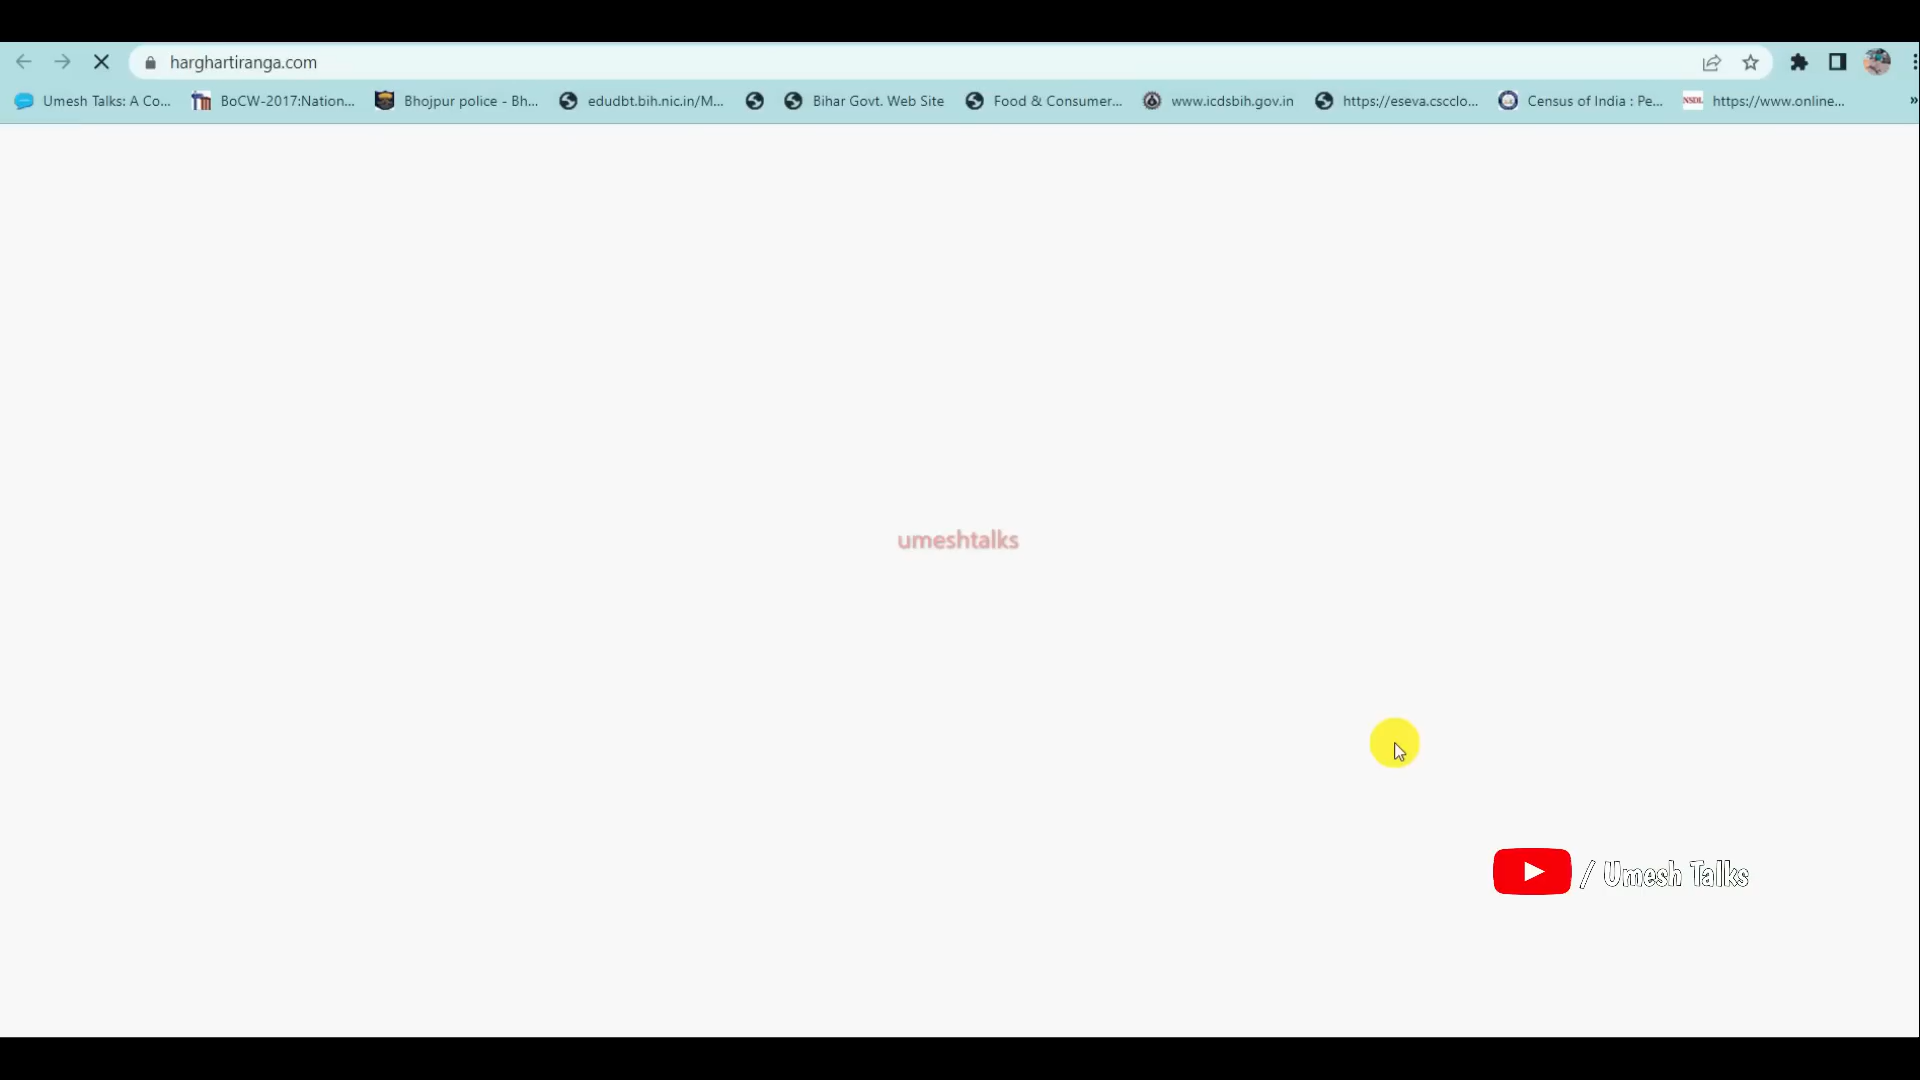 harghartiranga.com
Umesh Talks: A Co... BoCW-2017:Nation... Bhojpur police - Bh... edudbt.bih.nic.in/M... Bihar Govt. Web Site Food & Consumer... www.icdsbih.gov.in https://eseva.cscclo... Census of India : Pe... NSDL https://www.online... »
umeshtalks
/ Umesh Talks